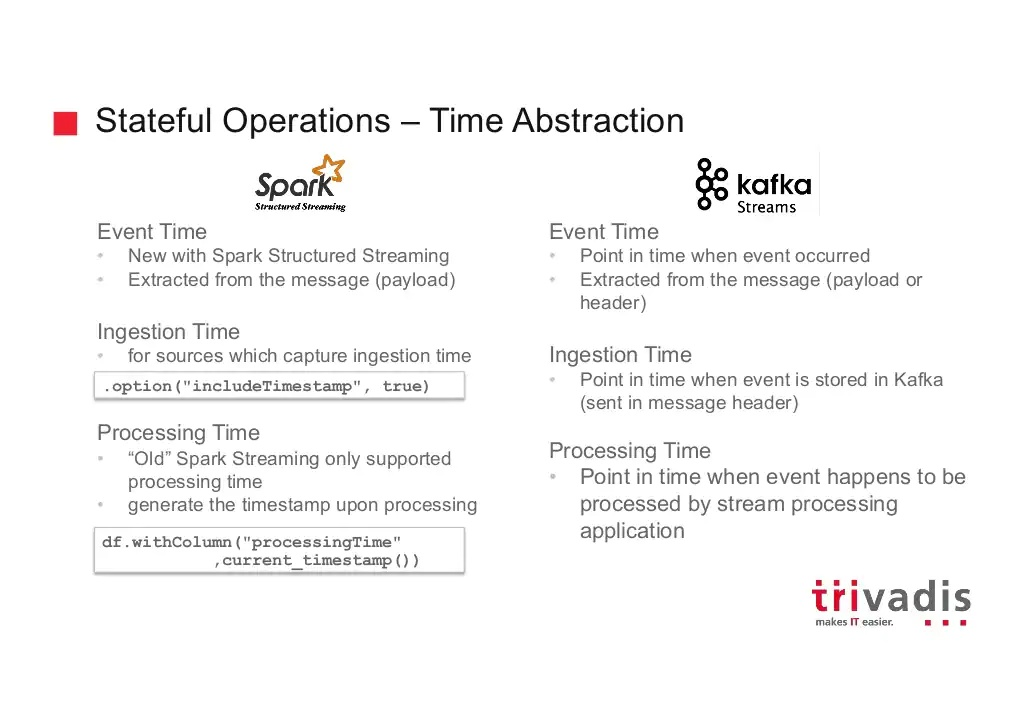 Stateful Operations – Time Abstraction
Spark
Structured Streaming
Event Time
• New with Spark Structured Streaming
• Extracted from the message (payload)
Ingestion Time
• for sources which capture ingestion time
.option("includeTimestamp", true)
Processing Time
• “Old” Spark Streaming only supported
processing time
• generate the timestamp upon processing
df.withColumn("processingTime"
,current_timestamp())
kafka
Streams
Event Time
• Point in time when event occurred
• Extracted from the message (payload or
header)
Ingestion Time
• Point in time when event is stored in Kafka
(sent in message header)
Processing Time
• Point in time when event happens to be
processed by stream processing
application
trivadis
makes IT easier.